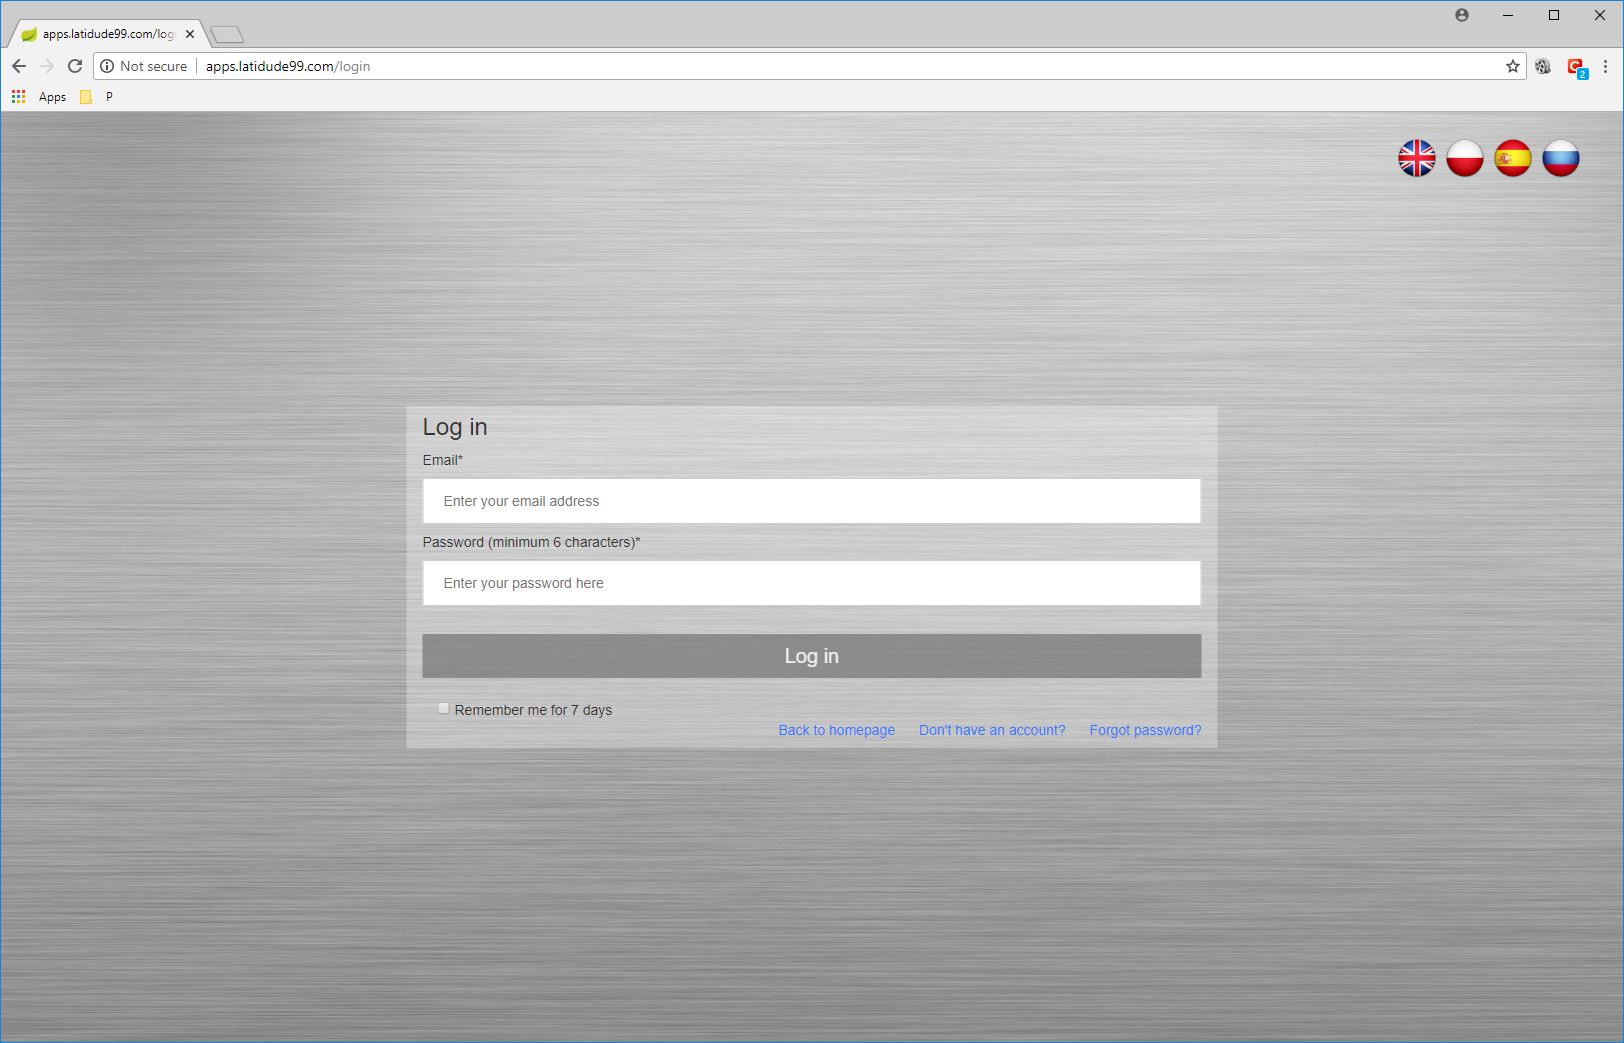 apps.latidude99.com/log
Not secure apps.latidude99.com/login
2
Apps P
Log in
Email*
Enter your email address
Password (minimum 6 characters)*
Enter your password here
Log in
Remember me for 7 days
Back to homepage Don't have an account? Forgot password?